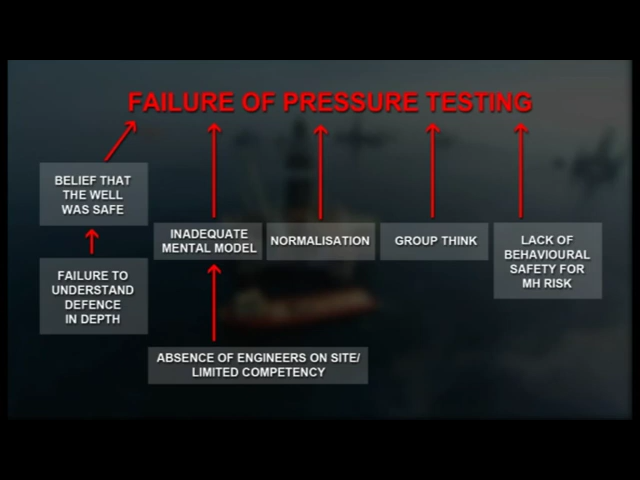 FAILURE OF PRESSURE TESTING
BELIEF THAT
THE WELL
WAS SAFE
INADEQUATE
MENTAL MODEL
NORMALISATION
GROUP THINK
LACK OF
BEHAVIOURAL
SAFETY FOR
MH RISK
FAILURE TO
UNDERSTAND
DEFENCE
IN DEPTH
ABSENCE OF ENGINEERS ON SITE/
LIMITED COMPETENCY